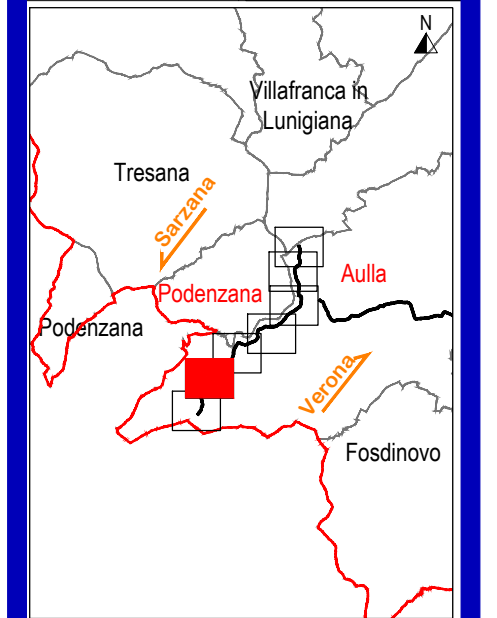 N
Villafranca in
Lunigiana
Tresana
Sarzana
Aulla
Podenzana
Podenzana
Verona
Fosdinovo